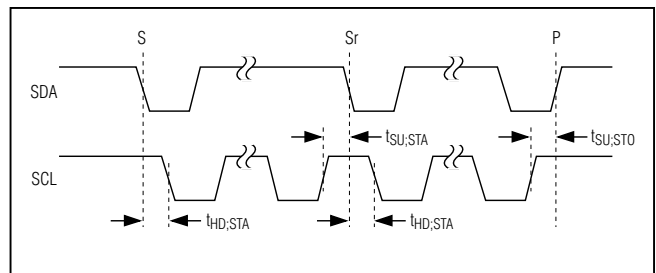 S Sr P
SDA
tSU;STA tSU;STO
SCL
tHD;STA tHD;STA